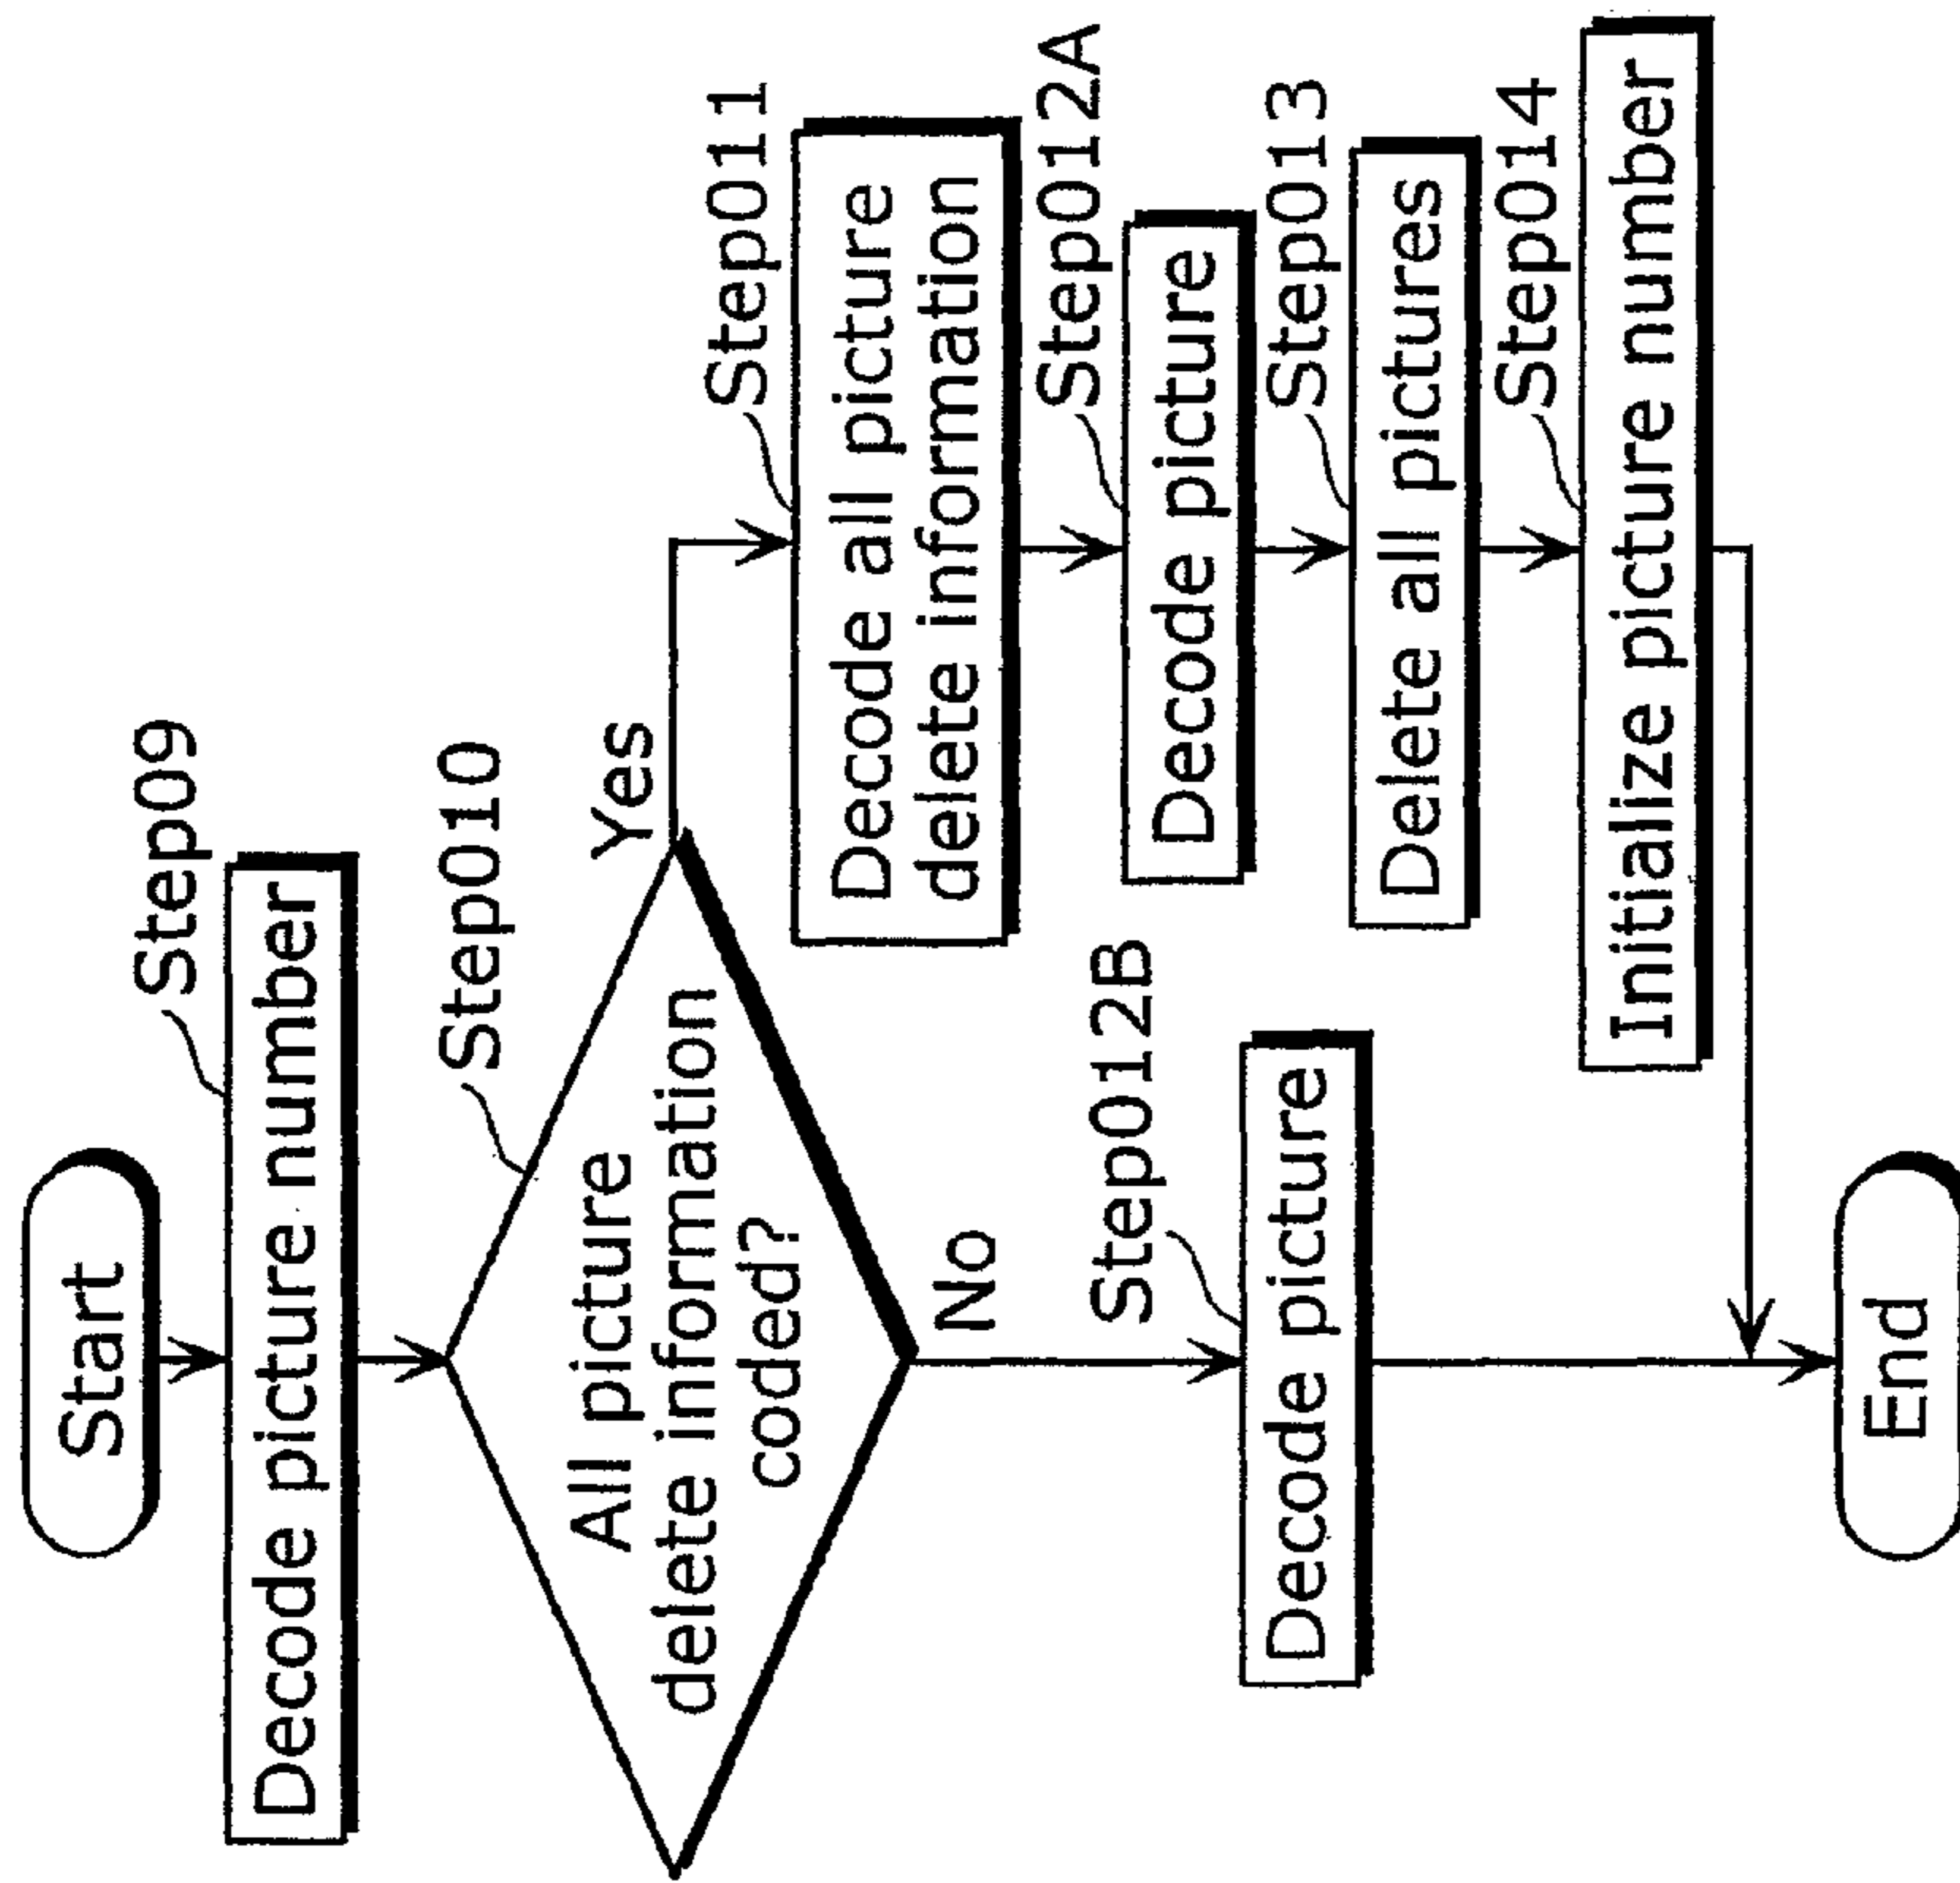 Start
Step09
Decode picture number
Step010
All picture
delete information
coded?
Yes
No
Step011
Decode all picture
delete information
Step012A
Decode picture
Step012B
Decode picture
Step013
Delete all pictures
Step014
Initialize picture number
End